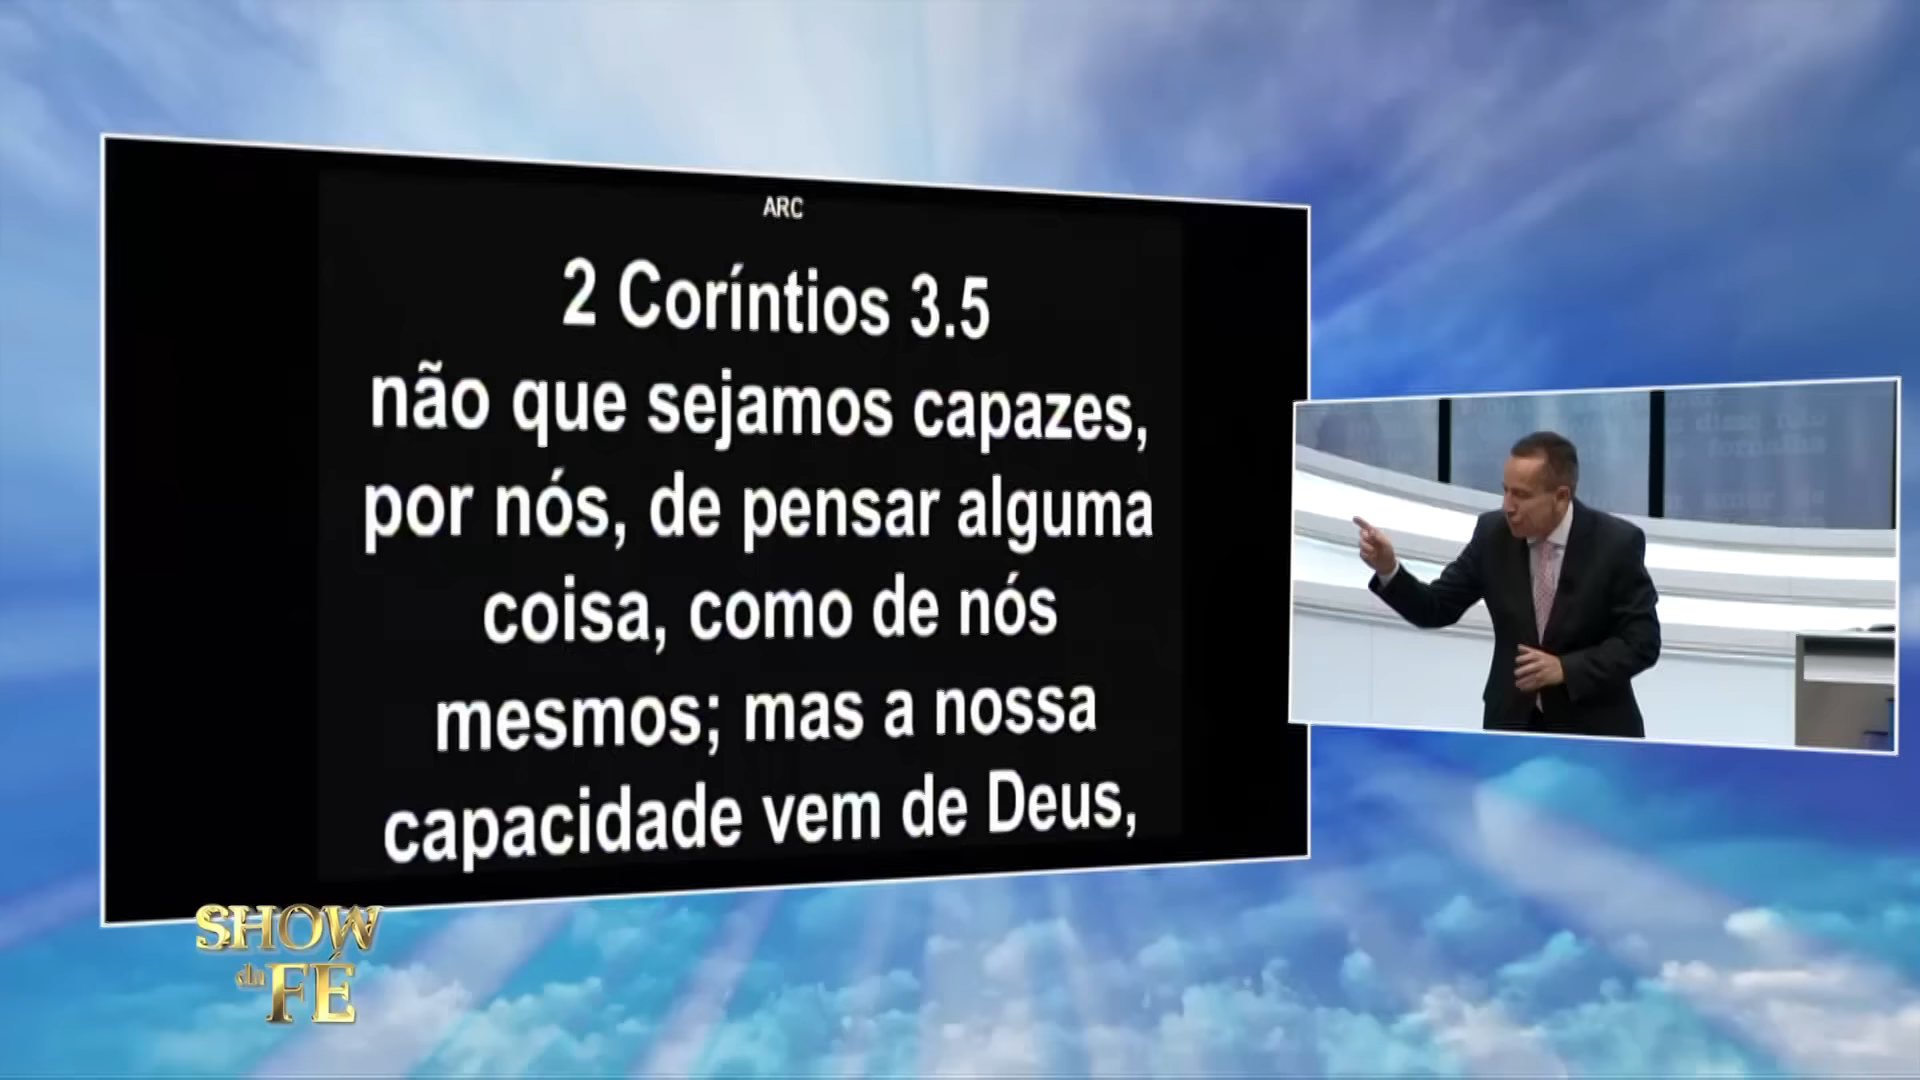 ARC
2 Coríntios 3.5
não que sejamos capazes,
por nós, de pensar alguma
coisa, como de nós
mesmos; mas a nossa
capacidade vem de Deus,
SHOW
da FÉ